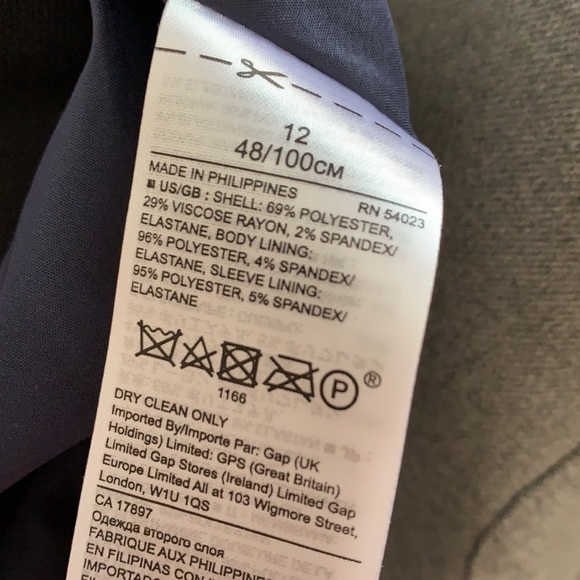 12
48/100CM
MADE IN PHILIPPINES
RN 54023
US/GB : SHELL: 69% POLYESTER,
29% VISCOSE RAYON, 2% SPANDEX/
ELASTANE, BODY LINING:
96% POLYESTER, 4% SPANDEX/
ELASTANE, SLEEVE LINING:
95% POLYESTER, 5% SPANDEX/
ELASTANE
P ®
1166
DRY CLEAN ONLY
Imported By/Importe Par: Gap (UK
Holdings) Limited: GPS (Great Britain)
Limited Gap Stores (Ireland) Limited Gap
Europe Limited All at 103 Wigmore Street,
London, W1U 1QS
CA 17897
Одежда второго слоя
FABRIQUE AUX PHILIPPINES
EN FILIPINAS CON
IMPORTADO